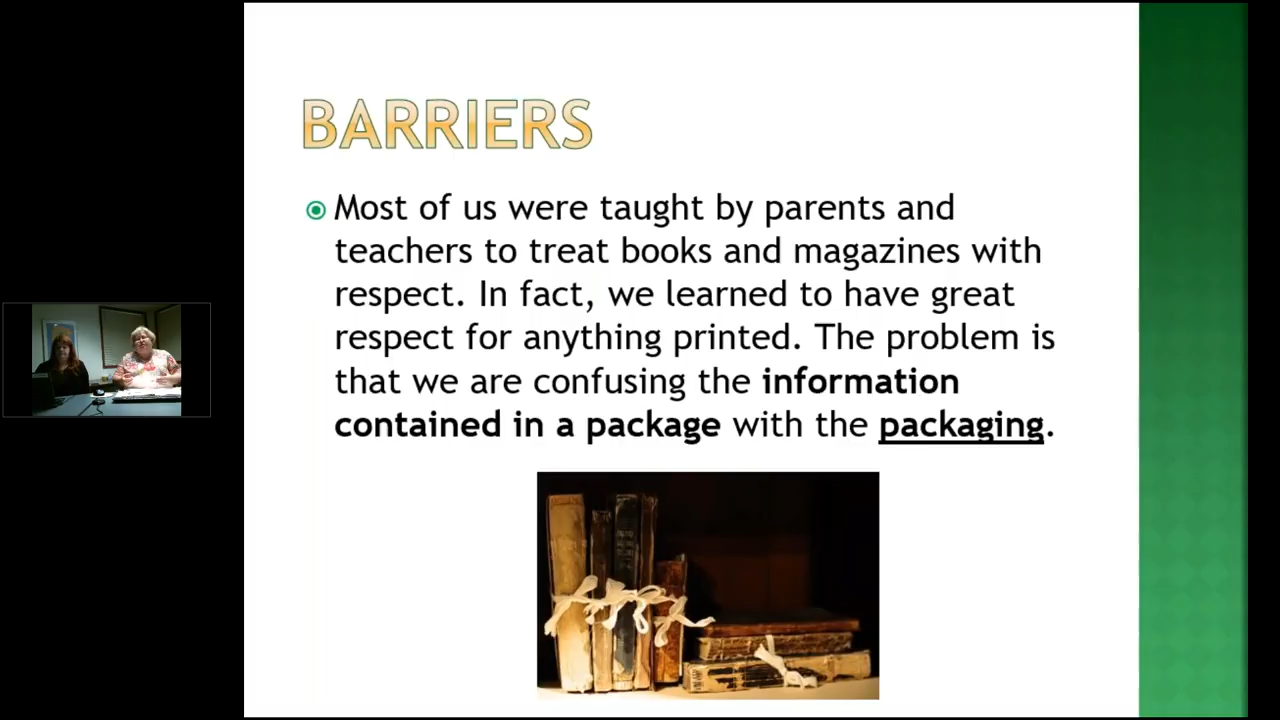 BARRIERS
Most of us were taught by parents and
teachers to treat books and magazines with
respect. In fact, we learned to have great
respect for anything printed. The problem is
that we are confusing the information
contained in a package with the packaging.